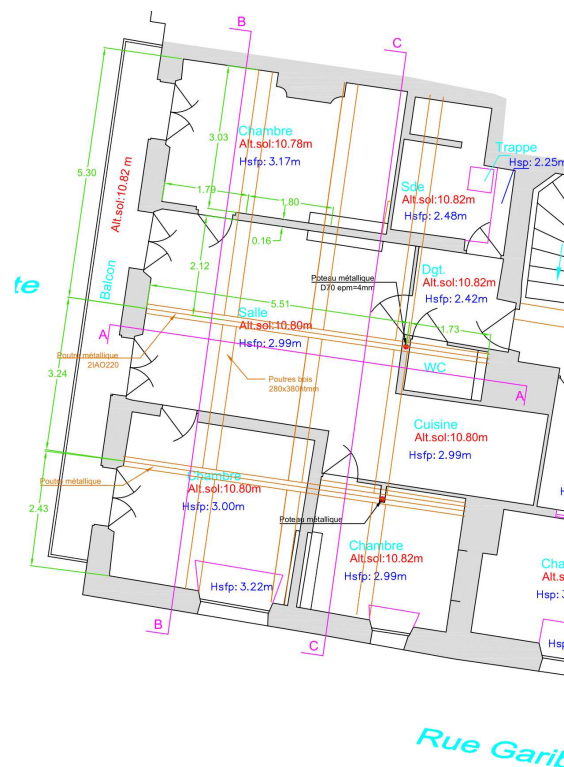 B
C
Chambre
Alt.sol:10.78m
Hsfp: 3.17m
3.03
5.30
Alt.sol:10.82 m
Balcon
1.79
1.80
0.16
2.12
Trappe
Hsp: 2.25m
Sde
Alt.sol:10.82m
Hsfp: 2.48m
Dgt.
Alt.sol:10.82m
Hsfp: 2.42m
Poteau métallique
D70 epm=4mm
5.51
1.73
Salle
Alt.sol:10.80m
Hsfp: 2.99m
A
Poutre métallique
2IAO220
Poutres bois
280x380htmm
WC
A
3.24
Cuisine
Alt.sol:10.80m
Hsfp: 2.99m
Poutre métallique
Chambre
Alt.sol:10.80m
Hsfp: 3.00m
2.43
Poteau métallique
Chambre
Alt.sol:10.82m
Hsfp: 2.99m
Hsfp: 3.22m
B
C
Rue Garib